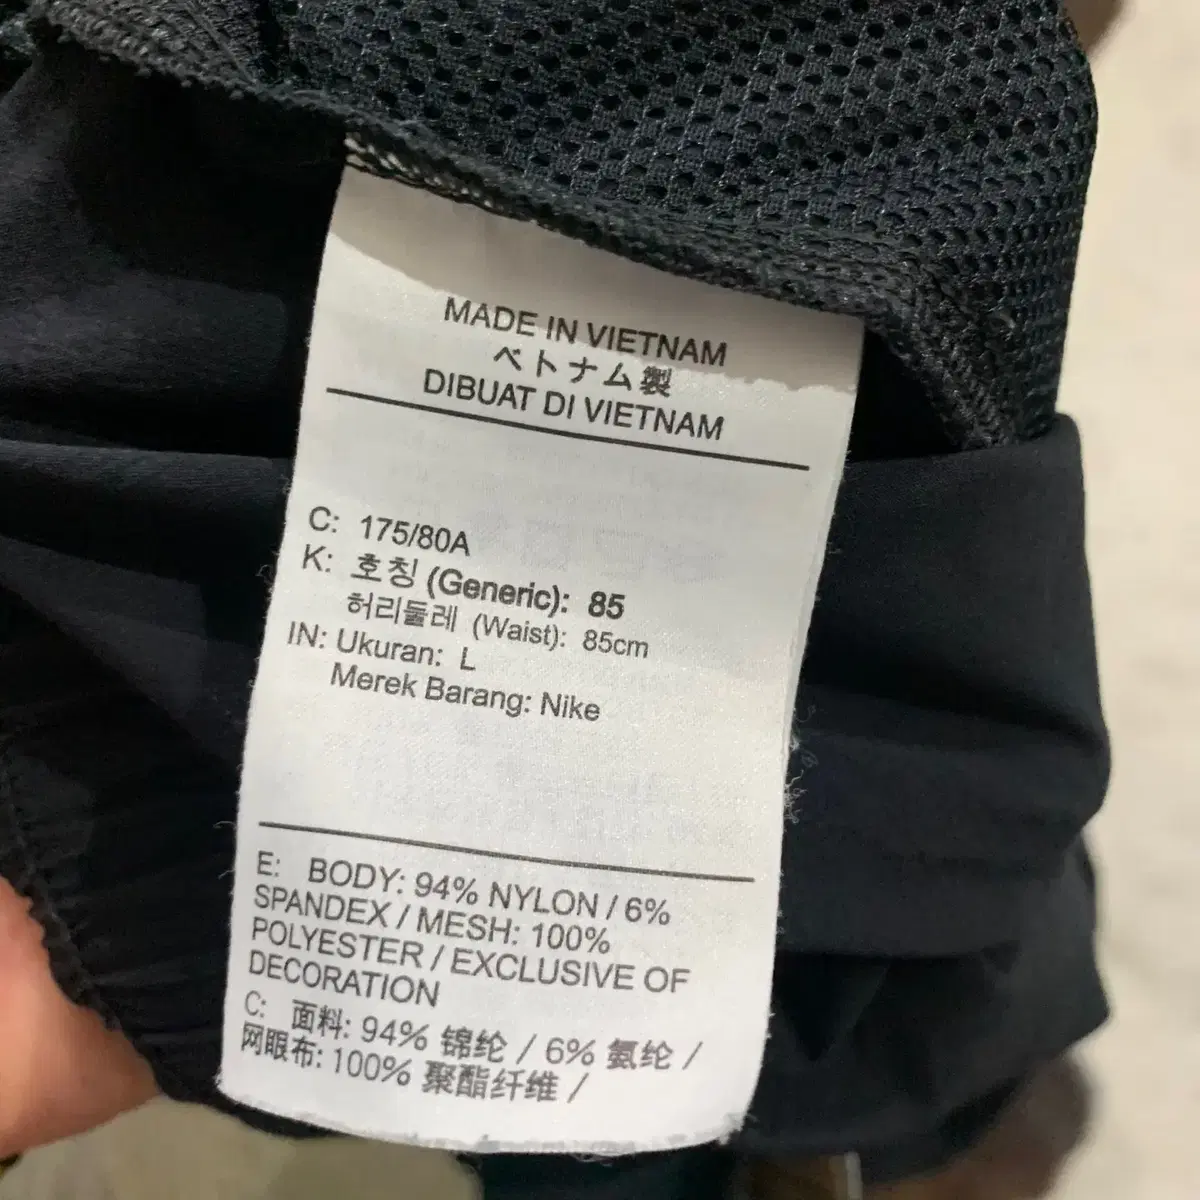 MADE IN VIETNAM
ベトナム製
DIBUAT DI VIETNAM
C: 175/80A
K: 호칭 (Generic): 85
허리둘레 (Waist): 85cm
IN: Ukuran: L
Merek Barang: Nike
E: BODY: 94% NYLON / 6%
SPANDEX / MESH: 100%
POLYESTER / EXCLUSIVE OF
DECORATION
C: 面料: 94% 锦纶 / 6% 氨纶 /
网眼布: 100% 聚酯纤维 /